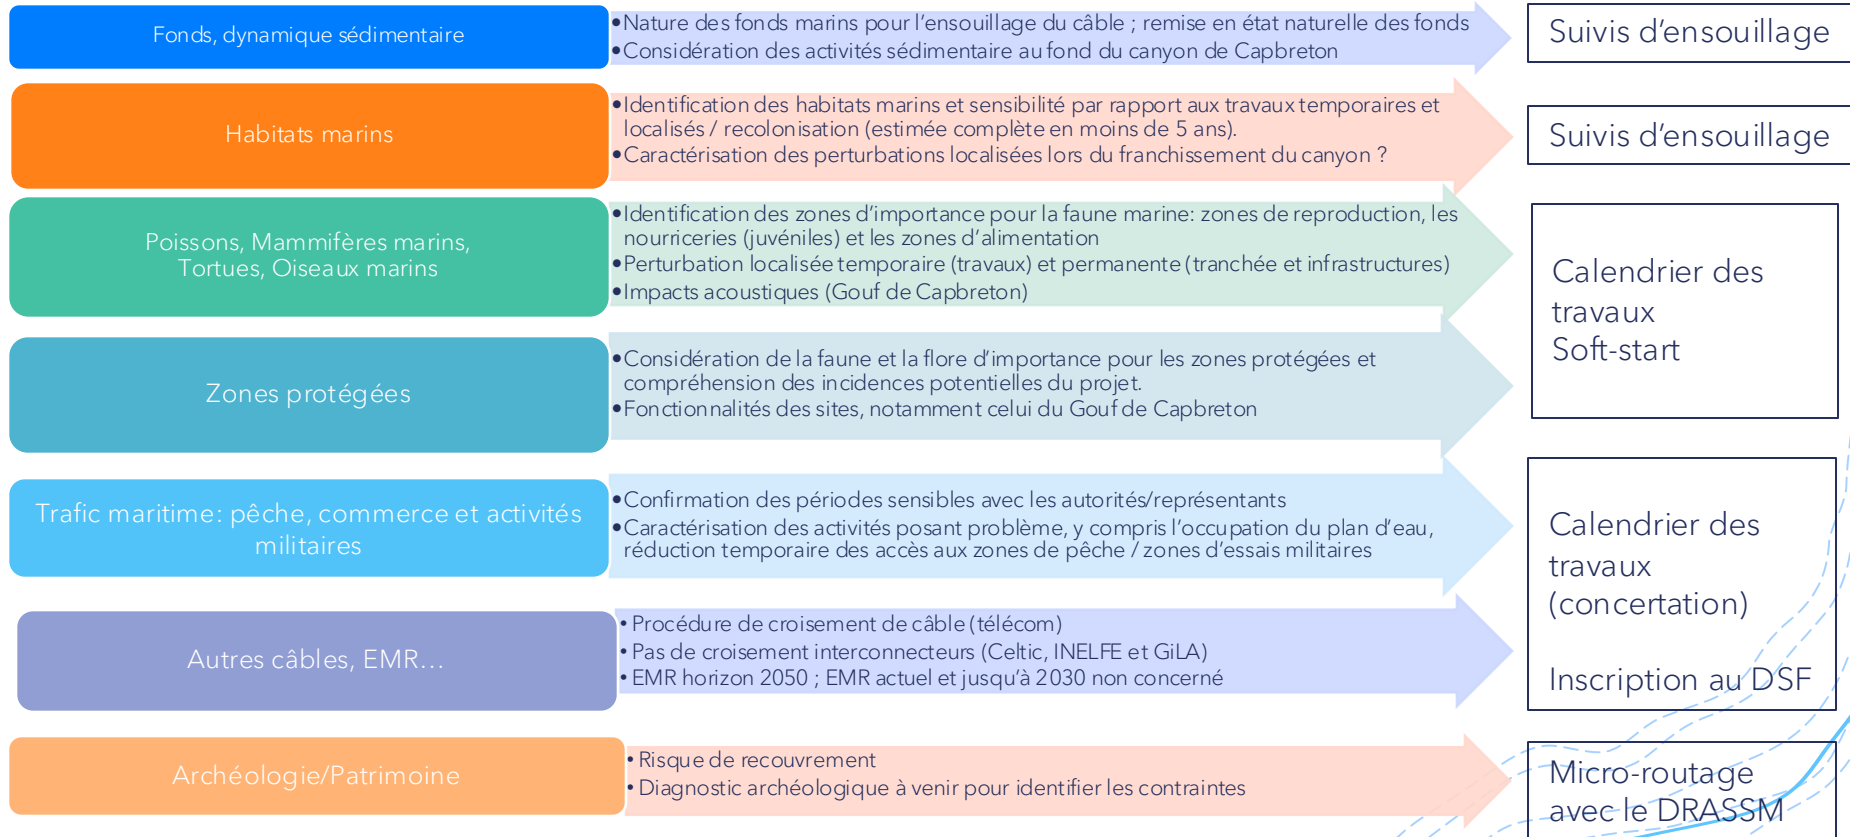 Fonds, dynamique sédimentaire
•Nature des fonds marins pour l'ensouillage du câble ; remise en état naturelle des fonds
•Considération des activités sédimentaire au fond du canyon de Capbreton
Suivis d'ensouillage
Habitats marins
•Identification des habitats marins et sensibilité par rapport aux travaux temporaires et
localisés / recolonisation (estimée complète en moins de 5 ans).
•Caractérisation des perturbations localisées lors du franchissement du canyon ?
Suivis d'ensouillage
Poissons, Mammifères marins,
Tortues, Oiseaux marins
•Identification des zones d'importance pour la faune marine: zones de reproduction, les
nourriceries (juvéniles) et les zones d'alimentation
•Perturbation localisée temporaire (travaux) et permanente (tranchée et infrastructures)
•Impacts acoustiques (Gouf de Capbreton)
Zones protégées
•Considération de la faune et la flore d'importance pour les zones protégées et
compréhension des incidences potentielles du projet.
•Fonctionnalités des sites, notamment celui du Gouf de Capbreton
Calendrier des
travaux
Soft-start
Trafic maritime: pêche, commerce et activités
militaires
•Confirmation des périodes sensibles avec les autorités/représentants
•Caractérisation des activités posant problème, y compris l'occupation du plan d'eau,
réduction temporaire des accès aux zones de pêche / zones d'essais militaires
Autres câbles, EMR...
• Procédure de croisement de câble (télécom)
• Pas de croisement interconnecteurs (Celtic, INELFE et GiLA)
• EMR horizon 2050 ; EMR actuel et jusqu'à 2030 non concerné
Calendrier des
travaux
(concertation)
Inscription au DSF
Archéologie/Patrimoine
• Risque de recouvrement
• Diagnostic archéologique à venir pour identifier les contraintes
Micro-routage
avec le DRASSM